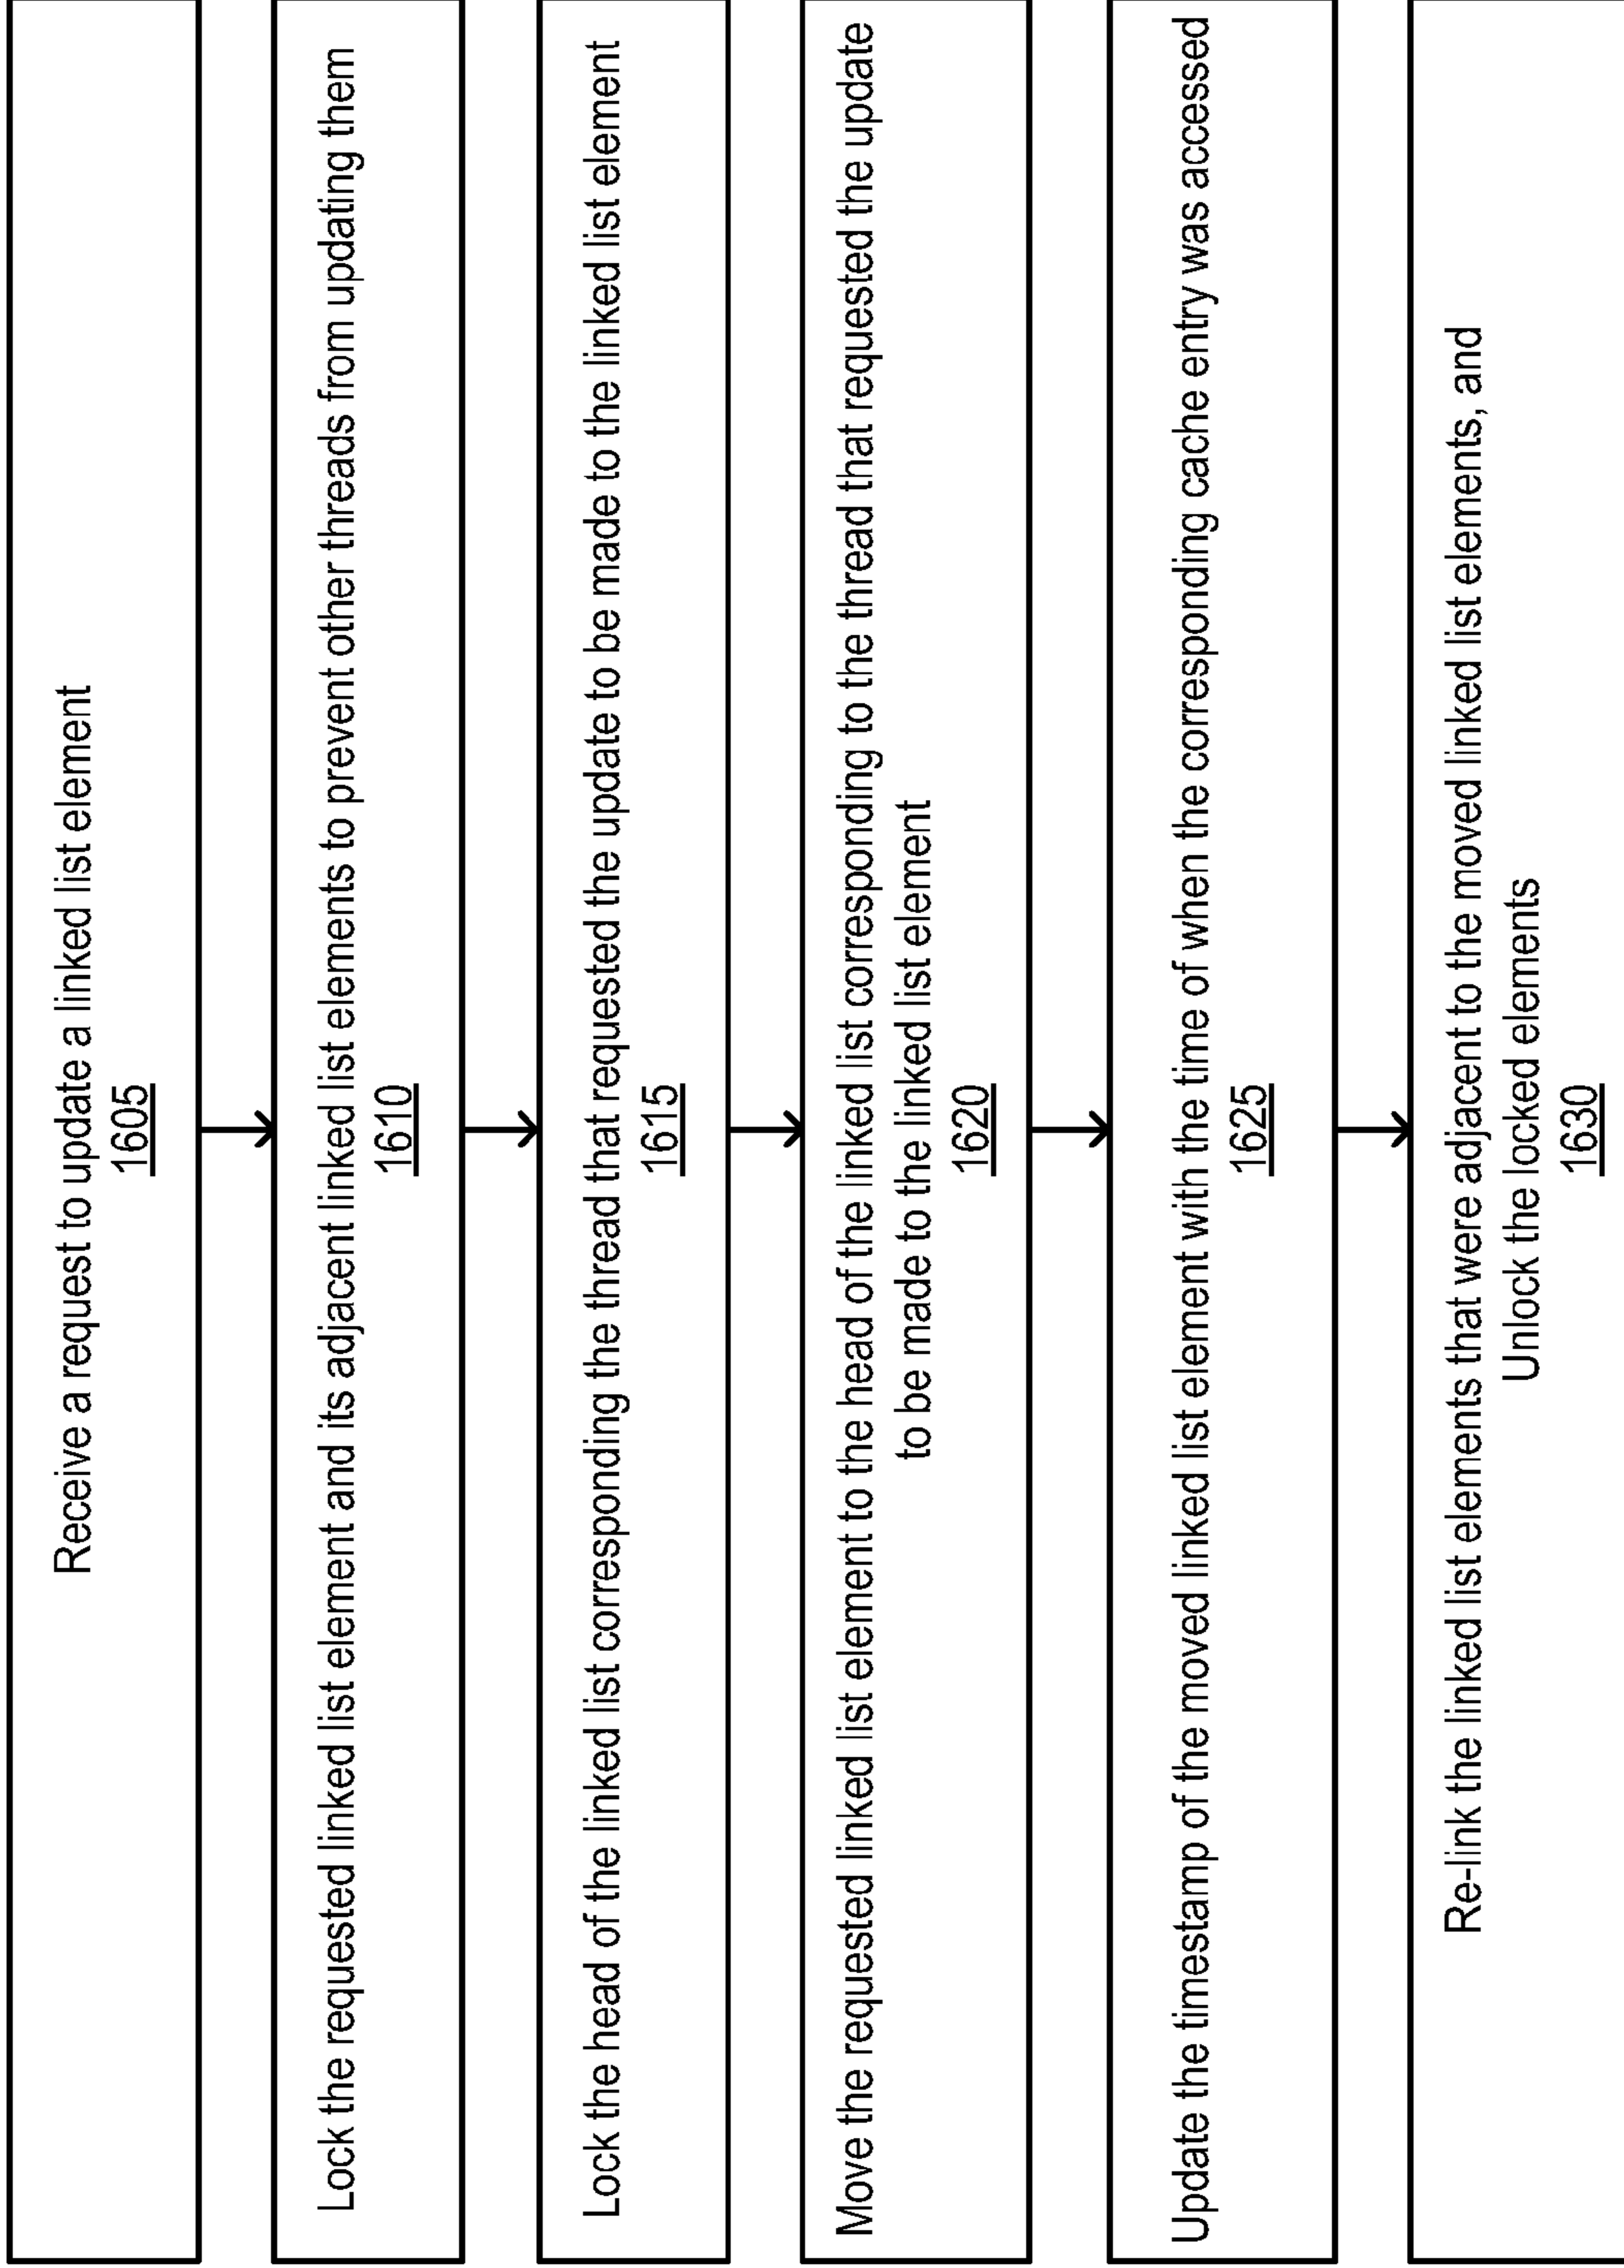 Receive a request to update a linked list element
1605
Lock the requested linked list element and its adjacent linked list elements to prevent other threads from updating them
1610
Lock the head of the linked list corresponding the thread that requested the update to be made to the linked list element
1615
Move the requested linked list element to the head of the linked list corresponding to the thread that requested the update
to be made to the linked list element
1620
Update the timestamp of the moved linked list element with the time of when the corresponding cache entry was accessed
1625
Re-link the linked list elements that were adjacent to the moved linked list elements, and
Unlock the locked elements
1630